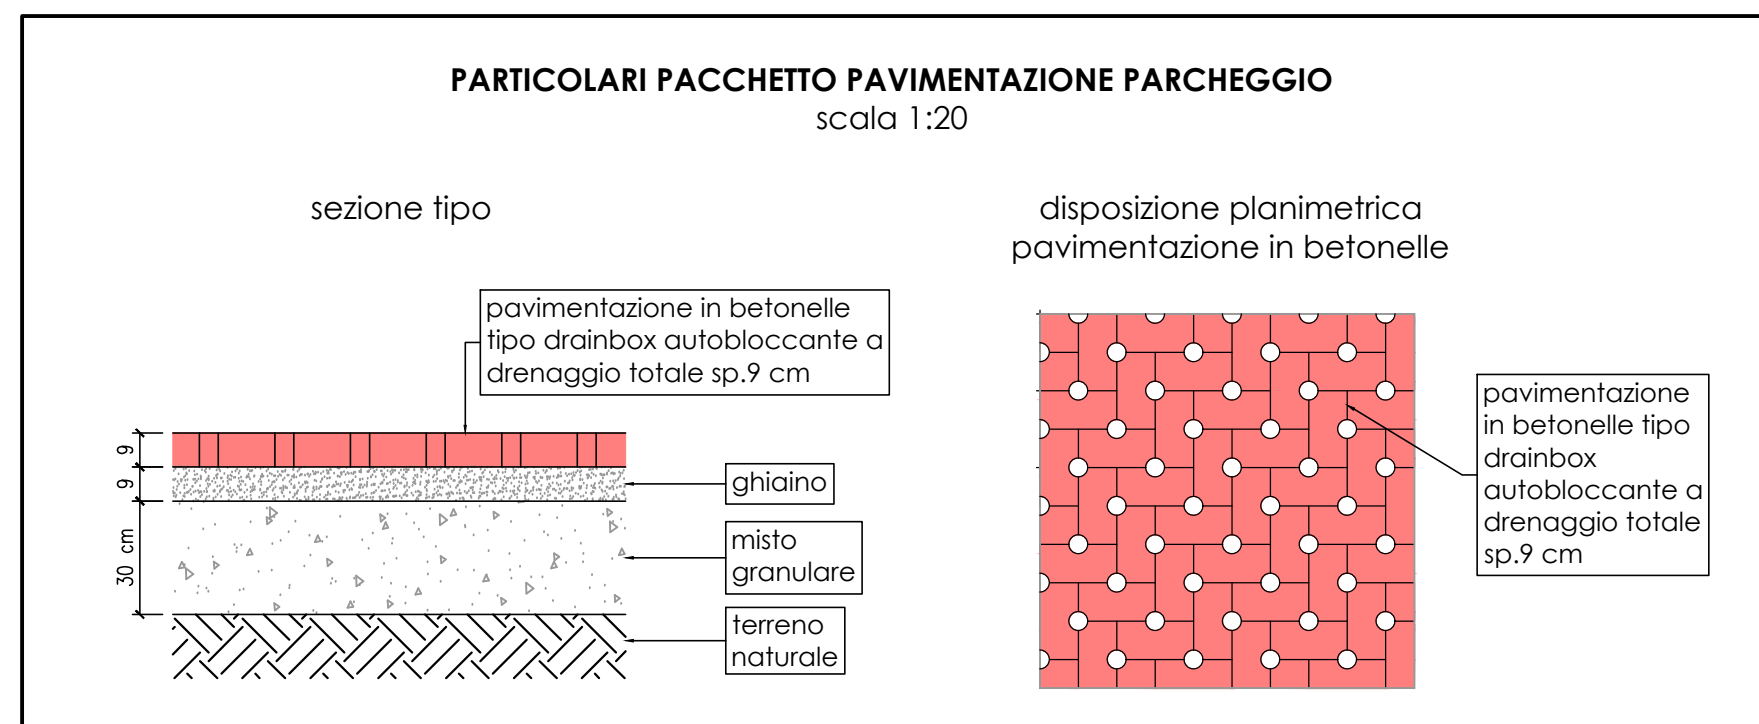 PARTICOLARI PACCHETTO PAVIMENTAZIONE PARCHEGGIO
scala 1:20
sezione tipo
disposizione planimetrica
pavimentazione in betonelle
pavimentazione in betonelle
tipo drainbox autobloccante a
drenaggio totale sp.9 cm
9
9
30 cm
ghiaino
misto
granulare
terreno
naturale
pavimentazione
in betonelle tipo
drainbox
autobloccante a
drenaggio totale
sp.9 cm